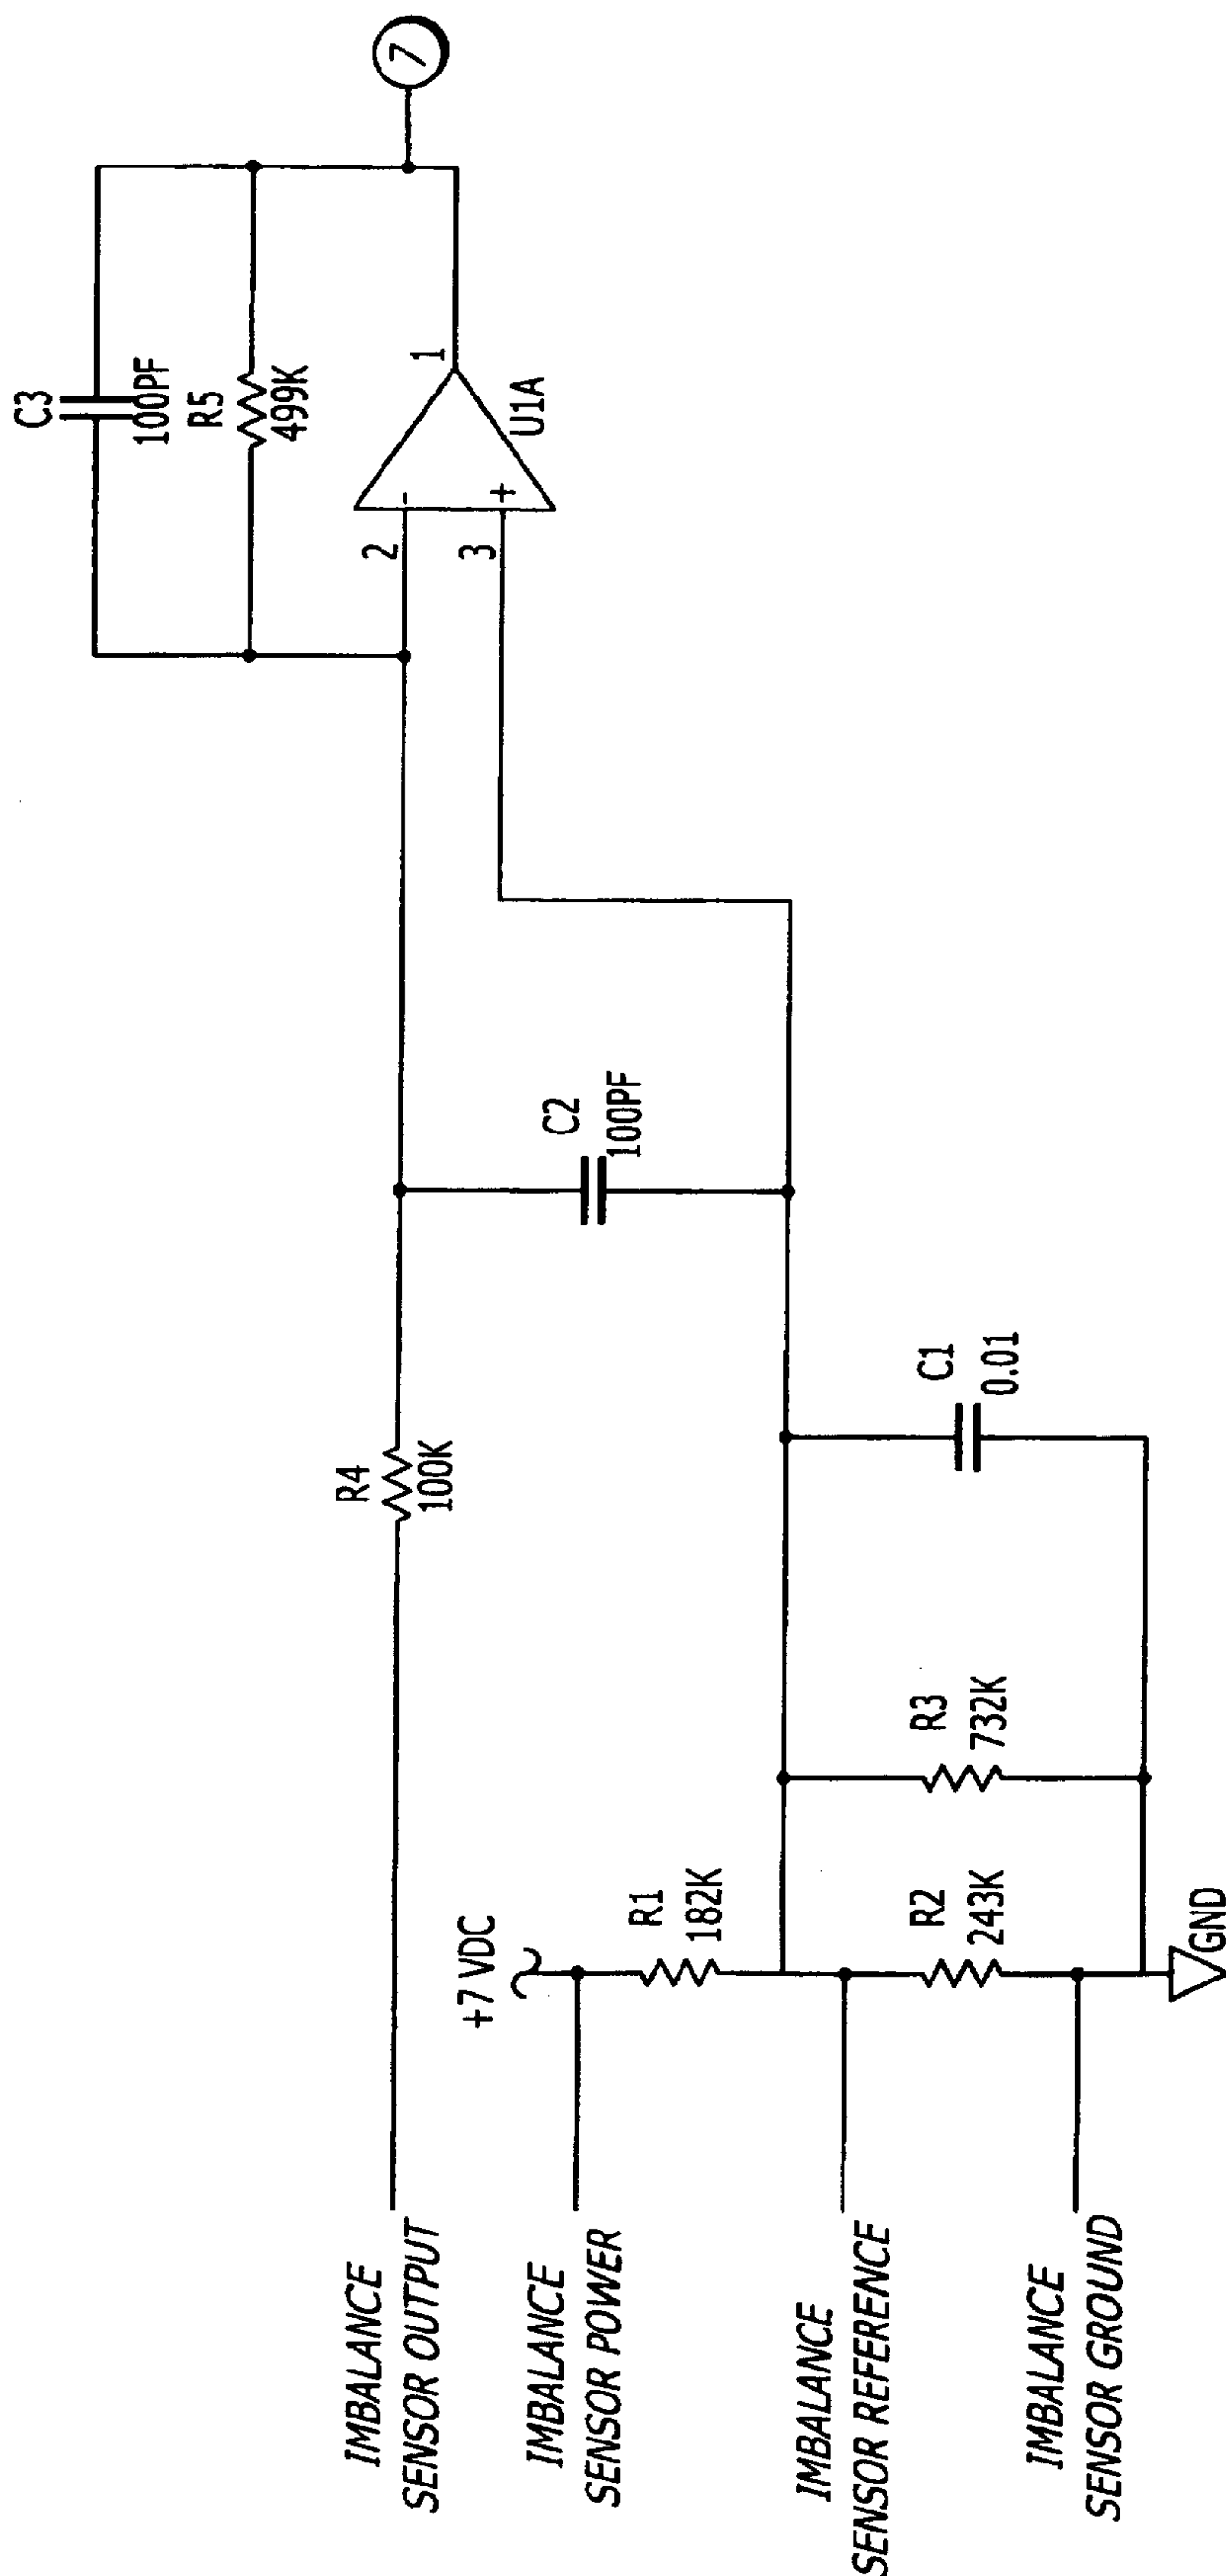 C3
100PF
R5
499K
7
2
-
3
+
1
U1A
C2
100PF
R4
100K
C1
0.01
R3
732K
+7 VDC
R1
182K
R2
243K
GND
IMBALANCE
SENSOR OUTPUT
IMBALANCE
SENSOR POWER
IMBALANCE
SENSOR REFERENCE
IMBALANCE
SENSOR GROUND